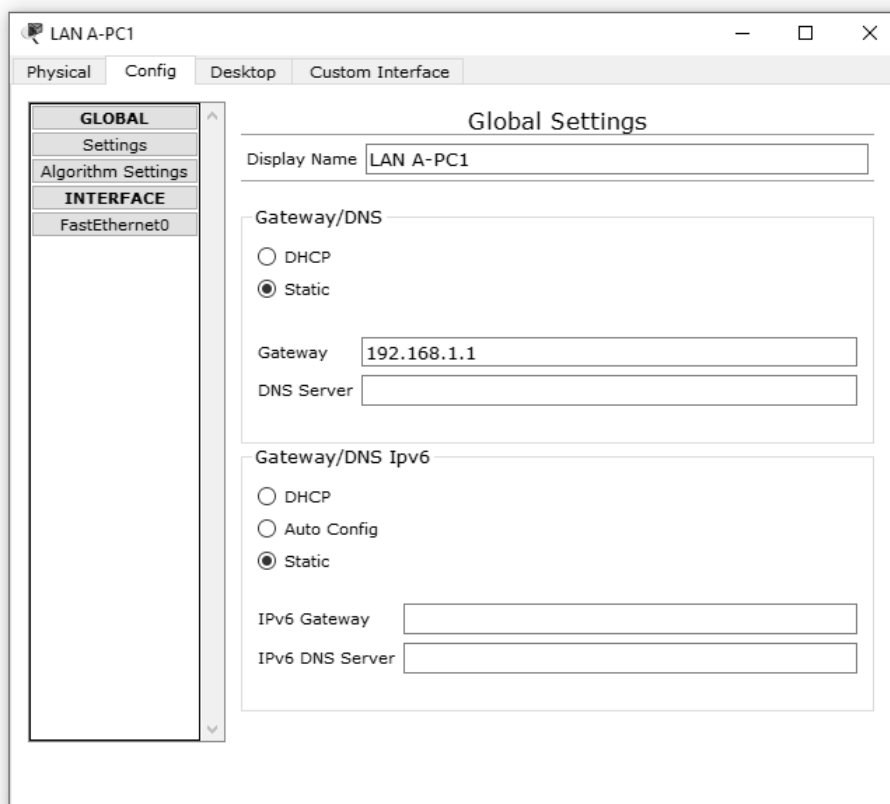 LAN A-PC1
Physical Config Desktop Custom Interface
GLOBAL
Settings
Algorithm Settings
INTERFACE
FastEthernet0
Global Settings
Display Name LAN A-PC1
Gateway/DNS
DHCP
Static
Gateway 192.168.1.1
DNS Server
Gateway/DNS Ipv6
DHCP
Auto Config
Static
IPv6 Gateway
IPv6 DNS Server